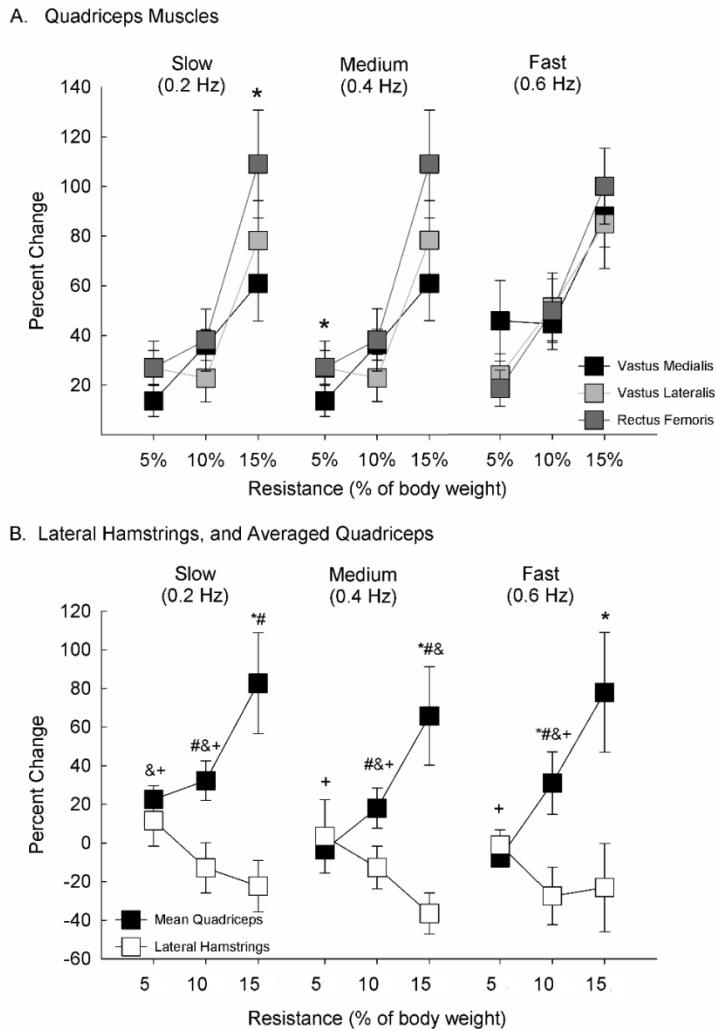 A. Quadriceps Muscles
Slow Medium Fast
(0.2 Hz) (0.4 Hz) (0.6 Hz)
140
*
120
100
80
60
*
40
20
Percent Change
Vastus Medialis
Vastus Lateralis
Rectus Femoris
5% 10% 15% 5% 10% 15% 5% 10% 15%
Resistance (% of body weight)
B. Lateral Hamstrings, and Averaged Quadriceps
Slow Medium Fast
(0.2 Hz) (0.4 Hz) (0.6 Hz)
120
*# *#& *
100
80
60
&+ #&+ + #&+ + *#&+
40
20
0
-20
-40
-60
Percent Change
Mean Quadriceps
Lateral Hamstrings
5 10 15 5 10 15 5 10 15
Resistance (% of body weight)